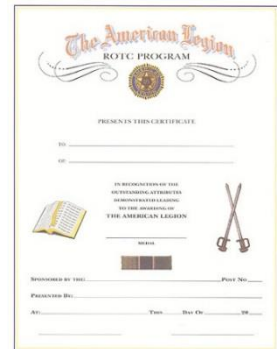 The American Legion
ROTC PROGRAM
PRESENTS THIS CERTIFICATE
TO
OF
IN RECOGNITION OF THE
OUTSTANDING ATTRIBUTES
DEMONSTRATED LEADING
TO THE AWARDING OF
THE AMERICAN LEGION
MEDAL
SPONSORED BY THE: POST NO.
PRESENTED BY:
AT: THIS DAY OF 20